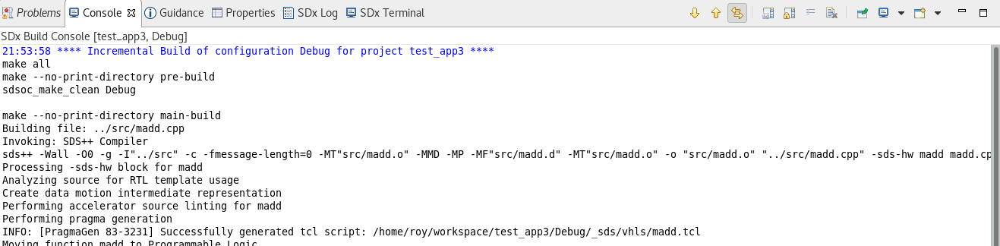 Problems Console Guidance Properties SDx Log SDx Terminal
SDx Build Console [test_app3, Debug]
21:53:58 **** Incremental Build of configuration Debug for project test_app3 ****
make all
make --no-print-directory pre-build
sdsoc_make_clean Debug
make --no-print-directory main-build
Building file: ../src/madd.cpp
Invoking: SDS++ Compiler
sds++ -Wall -O0 -g -I"../src" -c -fmessage-length=0 -MT"src/madd.o" -MMD -MP -MF"src/madd.d" -MT"src/madd.o" -o "src/madd.o" "../src/madd.cpp" -sds-hw madd madd.cp
Processing -sds-hw block for madd
Analyzing source for RTL template usage
Create data motion intermediate representation
Performing accelerator source linting for madd
Performing pragma generation
INFO: [PragmaGen 83-3231] Successfully generated tcl script: /home/roy/workspace/test_app3/Debug/_sds/vhls/madd.tcl
Moving function madd to Programmable Logic